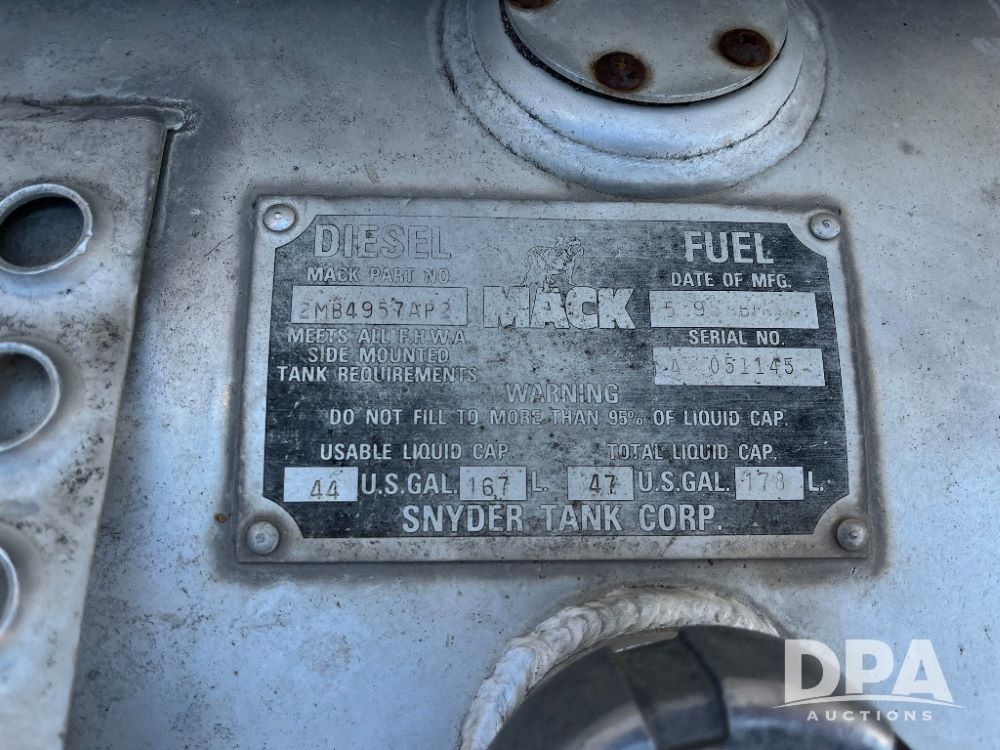 DIESEL MACK FUEL
MACK PART NO.
2MB4957AP2
DATE OF MFG.
MEETS ALL F.H.W.A
SIDE MOUNTED
TANK REQUIREMENTS
SERIAL NO.
A 051145
WARNING
DO NOT FILL TO MORE THAN 95% OF LIQUID CAP.
USABLE LIQUID CAP TOTAL LIQUID CAP.
44 U.S.GAL. 167 L. 47 U.S.GAL. 178 L.
SNYDER TANK CORP.
DPA
AUCTIONS